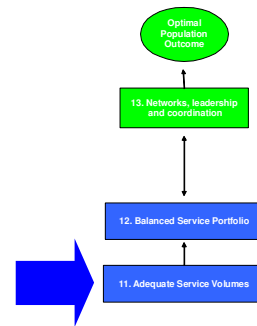 Optimal
Population
Outcome
13. Networks, leadership
and coordination
12. Balanced Service Portfolio
11. Adequate Service Volumes